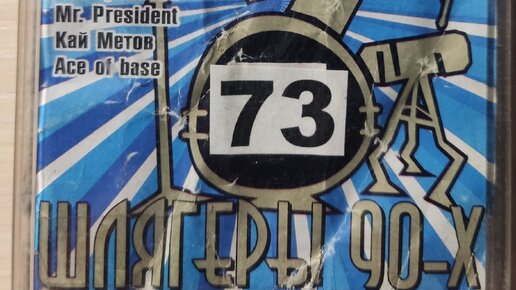 Mr. President
Кай Метов
Ace of base
73
ШЛЯГЕРЫ 90-Х